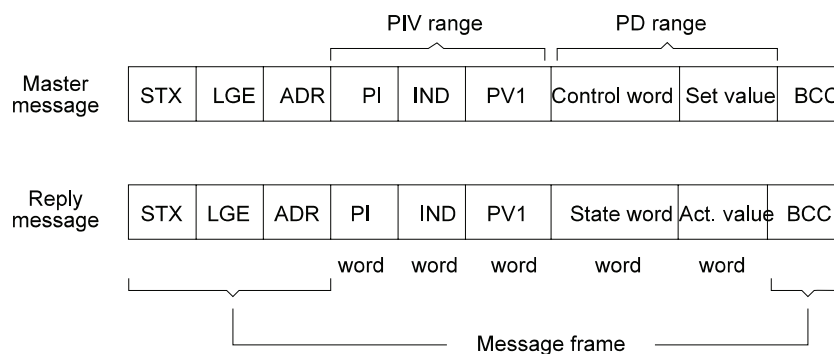 PIV range PD range
Master message STX LGE ADR PI IND PV1 Control word Set value BCC
Reply message STX LGE ADR PI IND PV1 State word Act. value BCC
word word word word word
Message frame